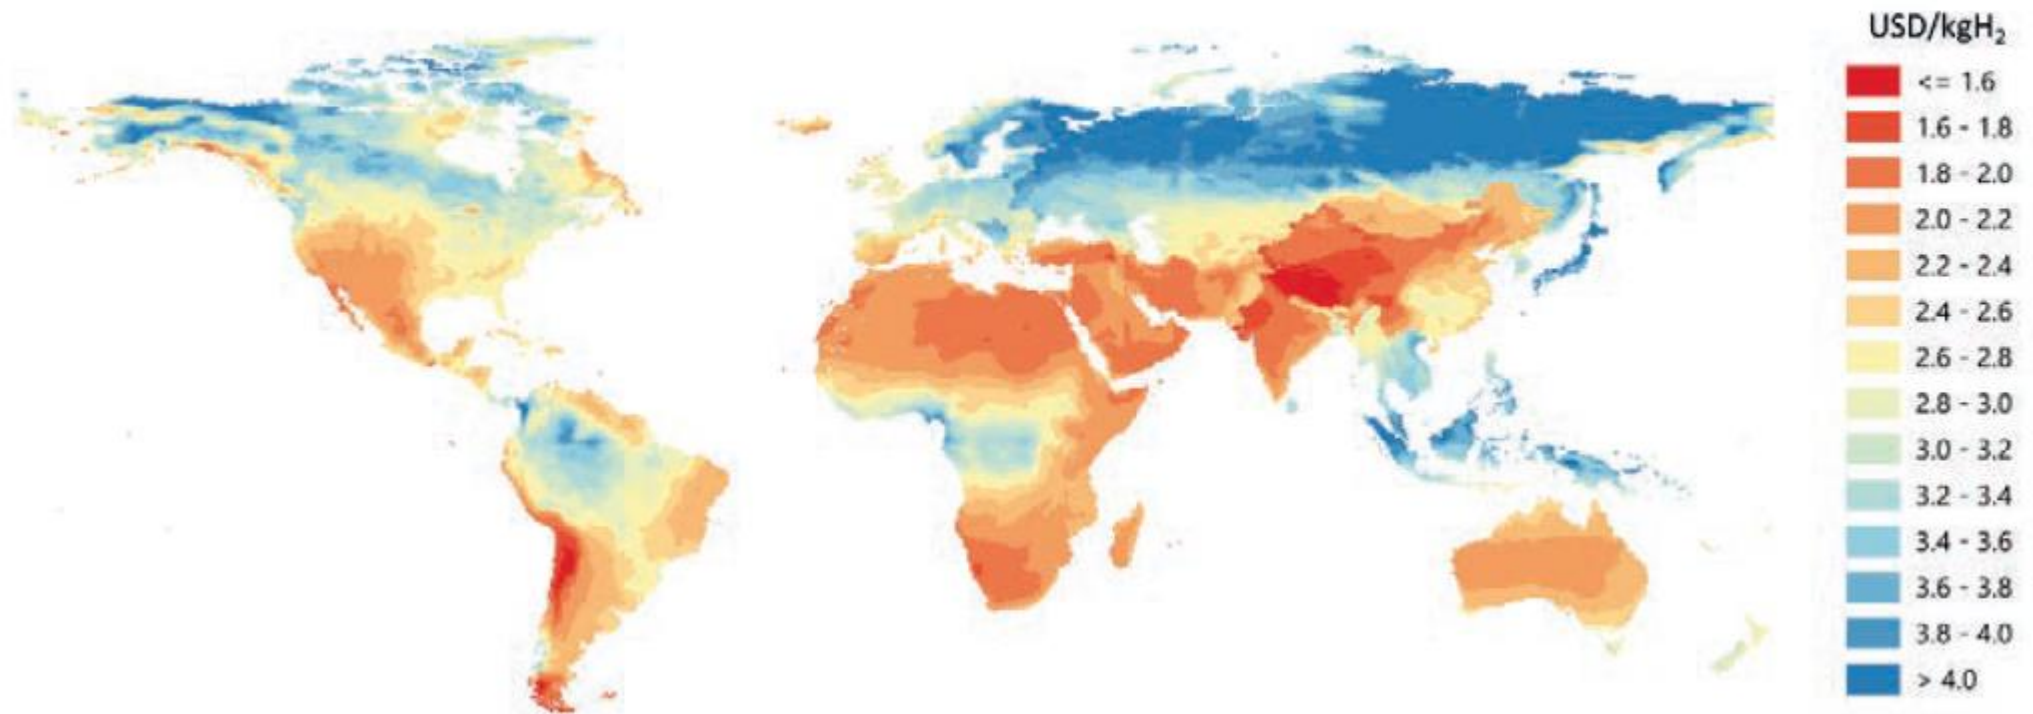 USD/kgH₂
<= 1.6
1.6 - 1.8
1.8 - 2.0
2.0 - 2.2
2.2 - 2.4
2.4 - 2.6
2.6 - 2.8
2.8 - 3.0
3.0 - 3.2
3.2 - 3.4
3.4 - 3.6
3.6 - 3.8
3.8 - 4.0
> 4.0